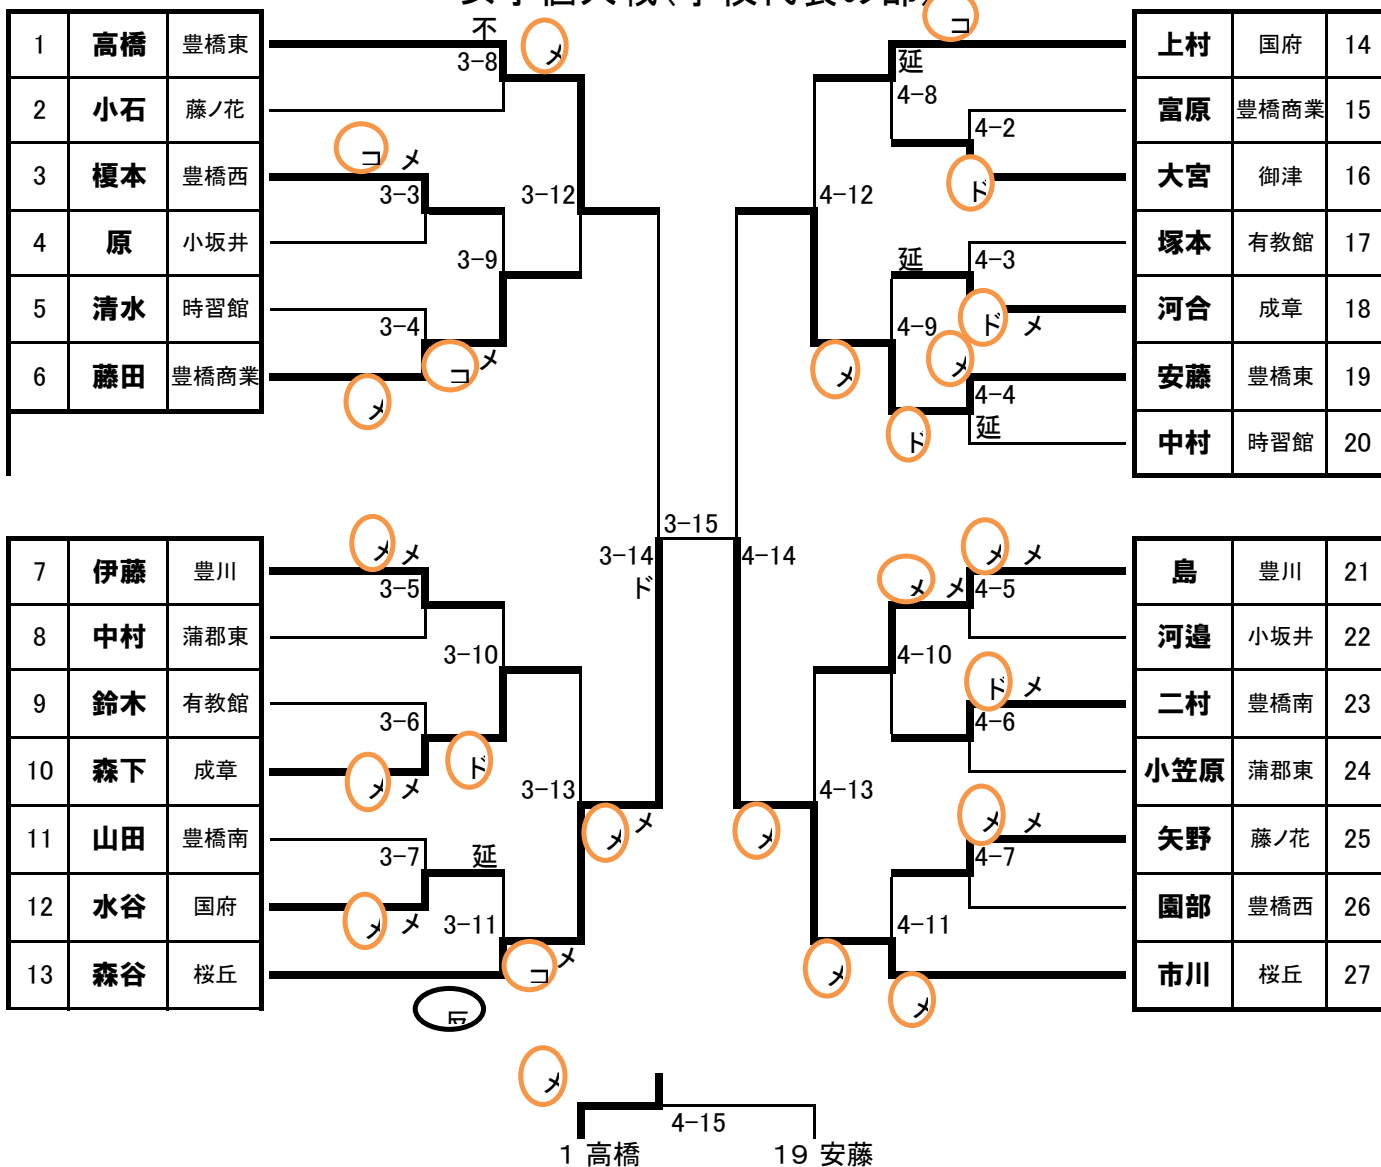 1 高橋 豊橋東
2 小石 藤ノ花
3 榎本 豊橋西
4 原 小坂井
5 清水 時習館
6 藤田 豊橋商業
不
3-8
メ
コ メ
3-3
3-12
3-9
3-4
コ メ
メ
7 伊藤 豊川
8 中村 蒲郡東
9 鈴木 有教館
10 森下 成章
11 山田 豊橋南
12 水谷 国府
13 森谷 桜丘
メ メ
3-5
3-10
3-6
ド
メ メ
3-13
メ メ
3-7
延
メ メ
3-11
コ メ
3-14
ド
3-15
コ
延
4-8
4-2
ド
4-12
延
4-3
ド メ
4-9
メ
メ
4-4
延
ド
上村 国府 14
富原 豊橋商業 15
大宮 御津 16
塚本 有教館 17
河合 成章 18
安藤 豊橋東 19
中村 時習館 20
4-14
メ メ
メ メ
4-5
4-10
ド メ
4-6
4-13
メ
メ メ
4-7
4-11
メ
メ
島 豊川 21
河邉 小坂井 22
二村 豊橋南 23
小笠原 蒲郡東 24
矢野 藤ノ花 25
園部 豊橋西 26
市川 桜丘 27
メ
4-15
1 高橋
19 安藤